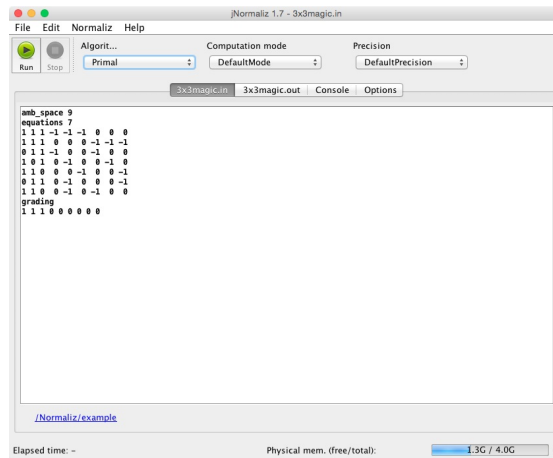 jNormaliz 1.7 - 3x3magic.in
File Edit Normaliz Help
Algorit... Computation mode Precision
Run Stop Primal DefaultMode DefaultPrecision
3x3magic.in 3x3magic.out Console Options
amb_space 9
equations 7
1 1 1 -1 -1 -1 0 0 0
1 1 1 0 0 0 -1 -1 -1
0 1 1 -1 0 0 -1 0 0
1 0 1 0 -1 0 0 -1 0
1 1 0 0 0 -1 0 0 -1
0 1 1 0 -1 0 0 0 -1
1 1 0 0 -1 0 -1 0 0
grading
1 1 1 0 0 0 0 0 0
/Normaliz/example
Elapsed time: – Physical mem. (free/total): 1.3G / 4.0G